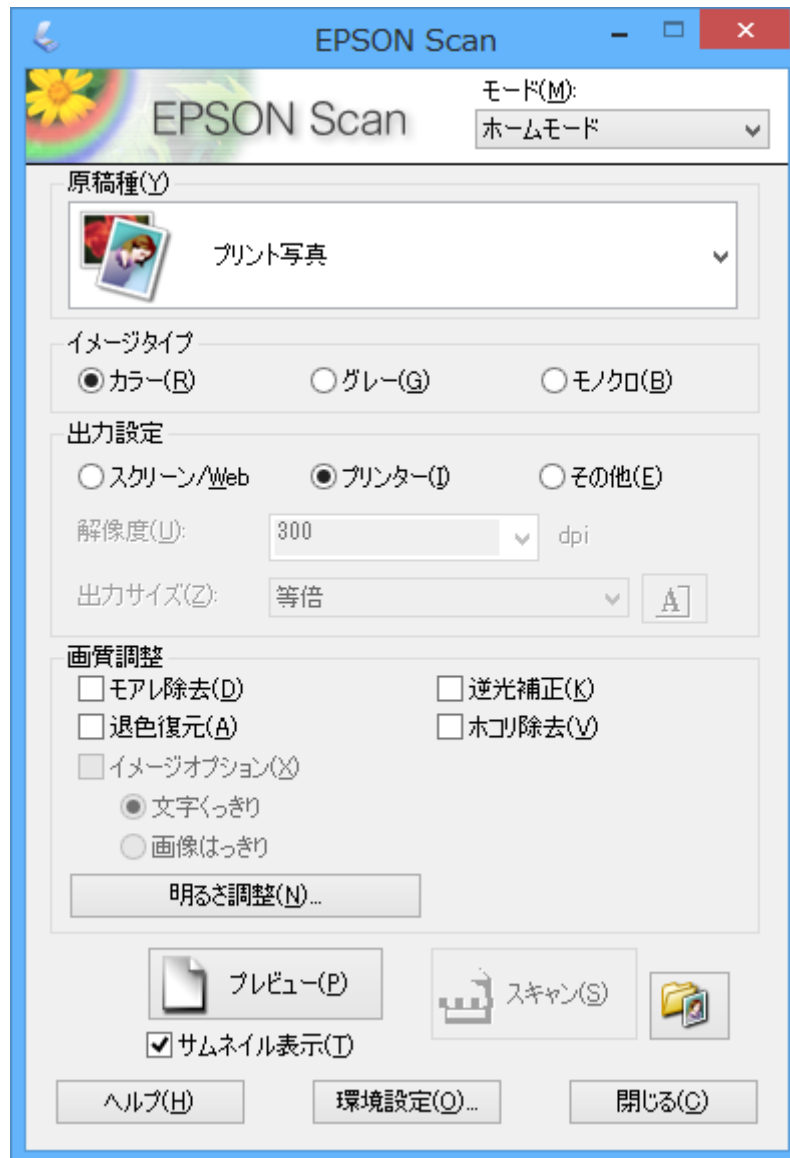 EPSON Scan
EPSON Scan
モード(M):
ホームモード
原稿種(Y)
プリント写真
イメージタイプ
カラー(R) グレー(G) モノクロ(B)
出力設定
スクリーン/Web プリンター(I) その他(E)
解像度(U): 300 dpi
出力サイズ(Z): 等倍 A
画質調整
モアレ除去(D) 逆光補正(K)
退色復元(A) ホコリ除去(V)
イメージオプション(X)
文字くっきり
画像はっきり
明るさ調整(N)...
プレビュー(P) スキャン(S)
サムネイル表示(T)
ヘルプ(H) 環境設定(O)... 閉じる(C)